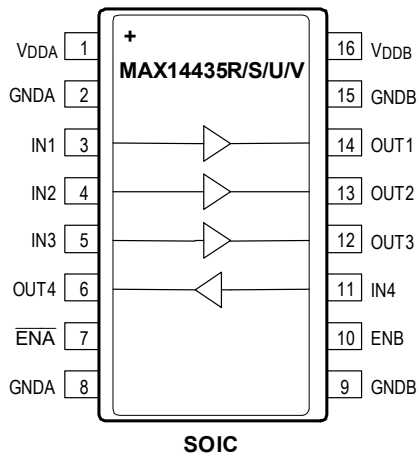 +
MAX14435R/S/U/V
VDDA 1 16 VDDB
GNDA 2 15 GNDB
IN1 3 14 OUT1
IN2 4 13 OUT2
IN3 5 12 OUT3
OUT4 6 11 IN4
ENA 7 10 ENB
GNDA 8 9 GNDB
SOIC